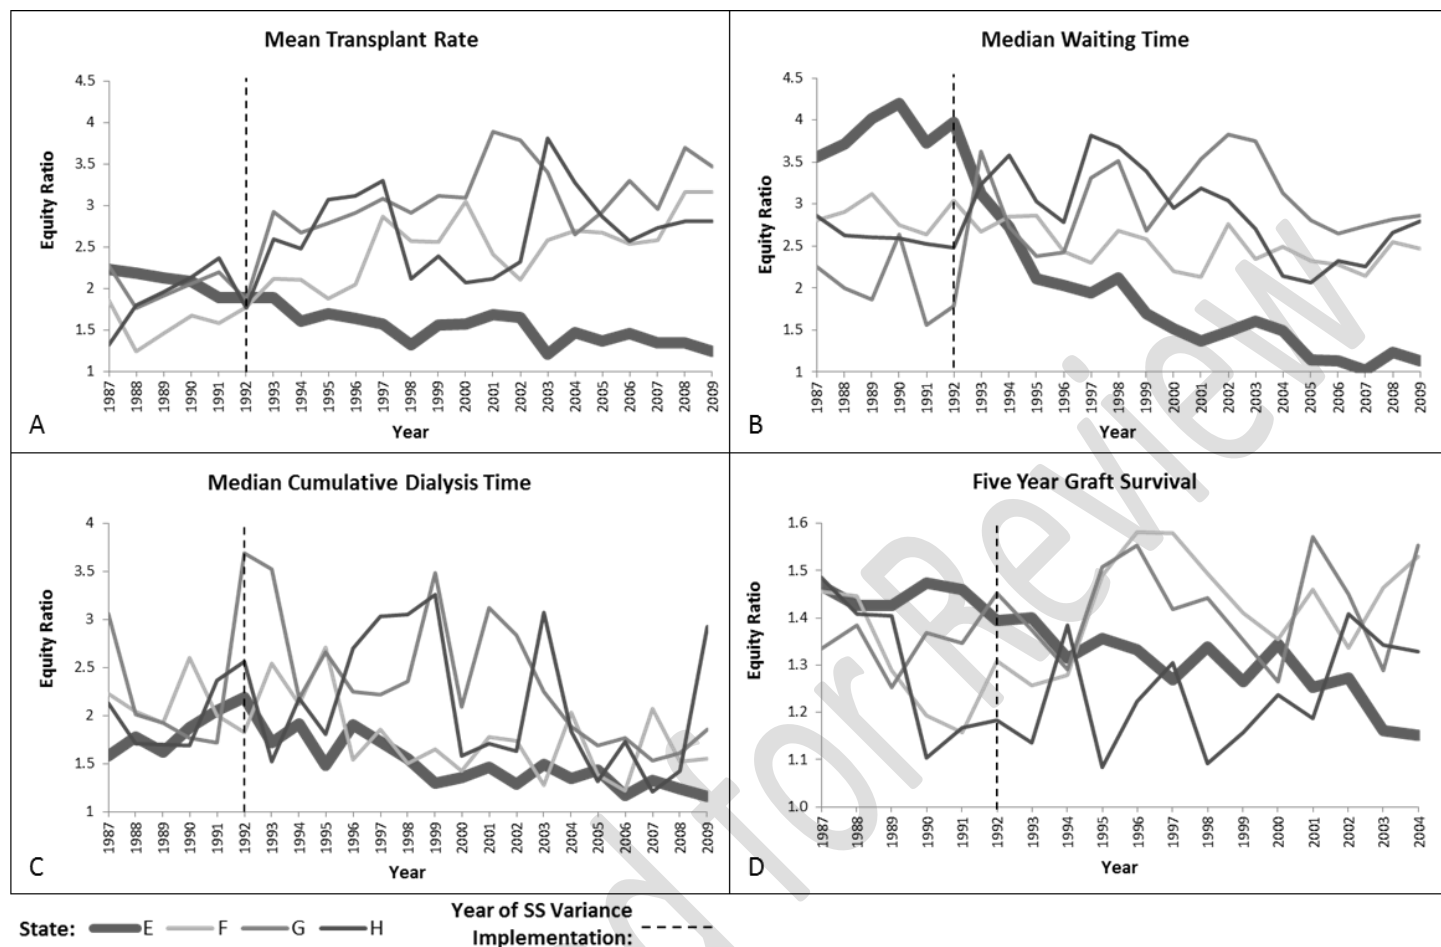 Mean Transplant Rate
Equity Ratio
4.5
4
3.5
3
2.5
2
1.5
1
1987 1988 1989 1990 1991 1992 1993 1994 1995 1996 1997 1998 1999 2000 2001 2002 2003 2004 2005 2006 2007 2008 2009
Year
A
Median Waiting Time
Equity Ratio
4.5
4
3.5
3
2.5
2
1.5
1
1987 1988 1989 1990 1991 1992 1993 1994 1995 1996 1997 1998 1999 2000 2001 2002 2003 2004 2005 2006 2007 2008 2009
Year
B
Median Cumulative Dialysis Time
Equity Ratio
4
3.5
3
2.5
2
1.5
1
1987 1988 1989 1990 1991 1992 1993 1994 1995 1996 1997 1998 1999 2000 2001 2002 2003 2004 2005 2006 2007 2008 2009
Year
C
Five Year Graft Survival
Equity Ratio
1.6
1.5
1.4
1.3
1.2
1.1
1.0
1987 1988 1989 1990 1991 1992 1993 1994 1995 1996 1997 1998 1999 2000 2001 2002 2003 2004
Year
D
State: E F G H
Year of SS Variance
Implementation:
d for Review